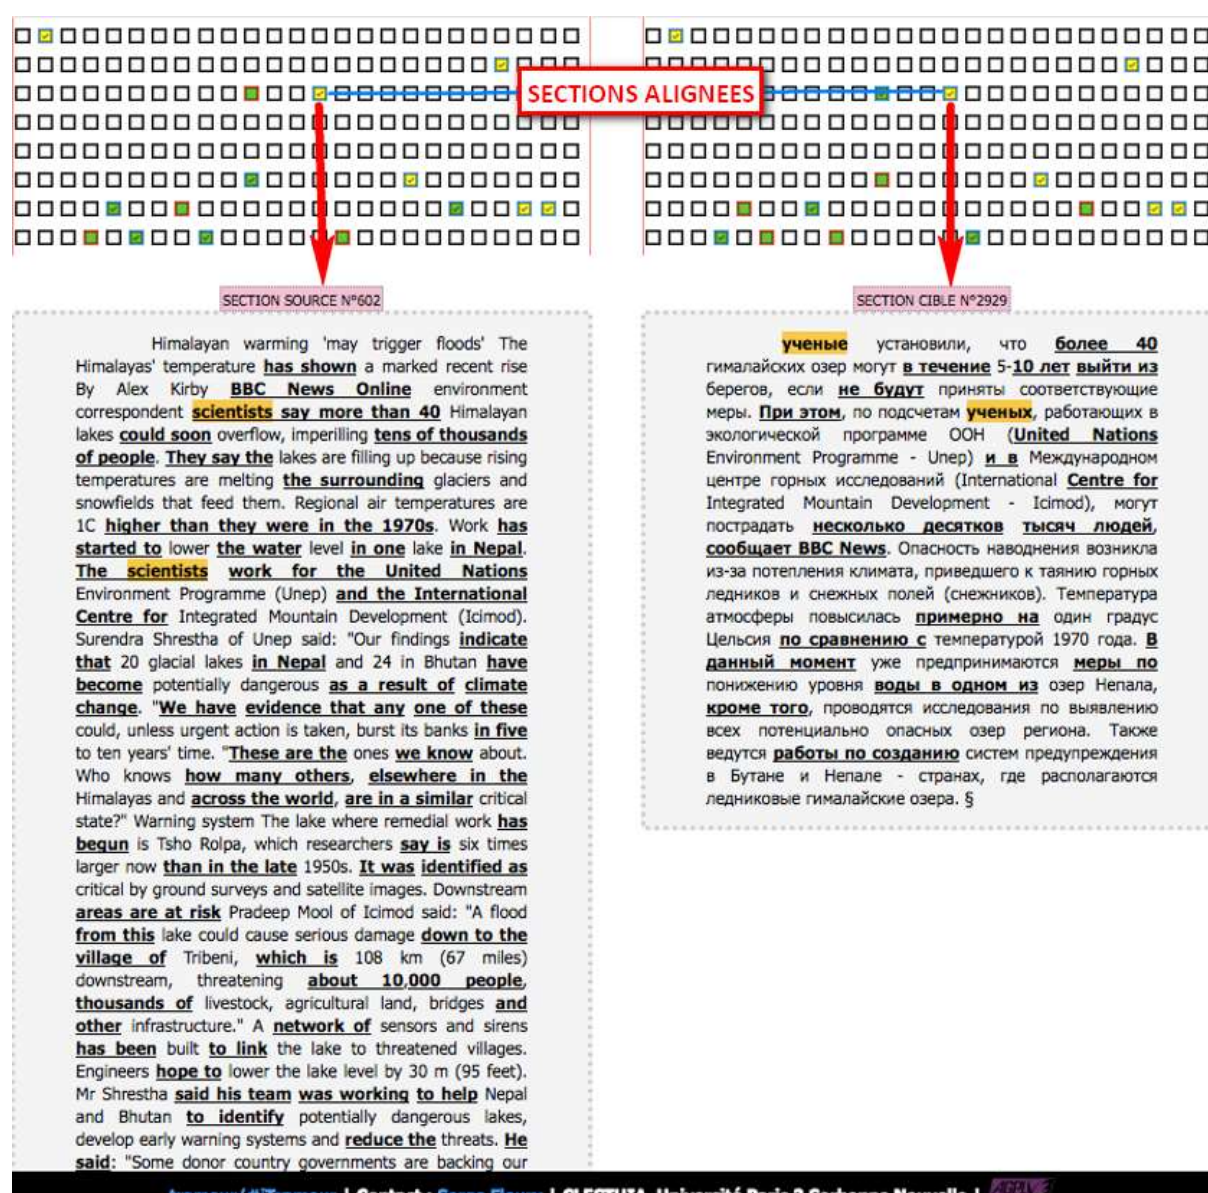 SECTIONS ALIGNEES
SECTION SOURCE N°602
Himalayan warming 'may trigger floods' The
Himalayas' temperature has shown a marked recent rise
By Alex Kirby BBC News Online environment
correspondent scientists say more than 40 Himalayan
lakes could soon overflow, imperilling tens of thousands
of people. They say the lakes are filling up because rising
temperatures are melting the surrounding glaciers and
snowfields that feed them. Regional air temperatures are
1C higher than they were in the 1970s. Work has
started to lower the water level in one lake in Nepal.
The scientists work for the United Nations
Environment Programme (Unep) and the International
Centre for Integrated Mountain Development (Icimod).
Surendra Shrestha of Unep said: "Our findings indicate
that 20 glacial lakes in Nepal and 24 in Bhutan have
become potentially dangerous as a result of climate
change. "We have evidence that any one of these
could, unless urgent action is taken, burst its banks in five
to ten years' time. "These are the ones we know about.
Who knows how many others, elsewhere in the
Himalayas and across the world, are in a similar critical
state?" Warning system The lake where remedial work has
begun is Tsho Rolpa, which researchers say is six times
larger now than in the late 1950s. It was identified as
critical by ground surveys and satellite images. Downstream
areas are at risk Pradeep Mool of Icimod said: "A flood
from this lake could cause serious damage down to the
village of Tribeni, which is 108 km (67 miles)
downstream, threatening about 10,000 people,
thousands of livestock, agricultural land, bridges and
other infrastructure." A network of sensors and sirens
has been built to link the lake to threatened villages.
Engineers hope to lower the lake level by 30 m (95 feet).
Mr Shrestha said his team was working to help Nepal
and Bhutan to identify potentially dangerous lakes,
develop early warning systems and reduce the threats. He
said: "Some donor country governments are backing our
SECTION CIBLE N°2929
ученые установили, что более 40
гималайских озер могут в течение 5-10 лет выйти из
берегов, если не будут приняты соответствующие
меры. При этом, по подсчетам ученых, работающих в
экологической программе ООН (United Nations
Environment Programme - Unep) и в Международном
центре горных исследований (International Centre for
Integrated Mountain Development - Icimod), могут
пострадать несколько десятков тысяч людей,
сообщает BBC News. Опасность наводнения возникла
из-за потепления климата, приведшего к таянию горных
ледников и снежных полей (снежников). Температура
атмосферы повысилась примерно на один градус
Цельсия по сравнению с температурой 1970 года. В
данный момент уже предпринимаются меры по
понижению уровня воды в одном из озер Непала,
кроме того, проводятся исследования по выявлению
всех потенциально опасных озер региона. Также
ведутся работы по созданию систем предупреждения
в Бутане и Непале - странах, где располагаются
ледниковые гималайские озера. §